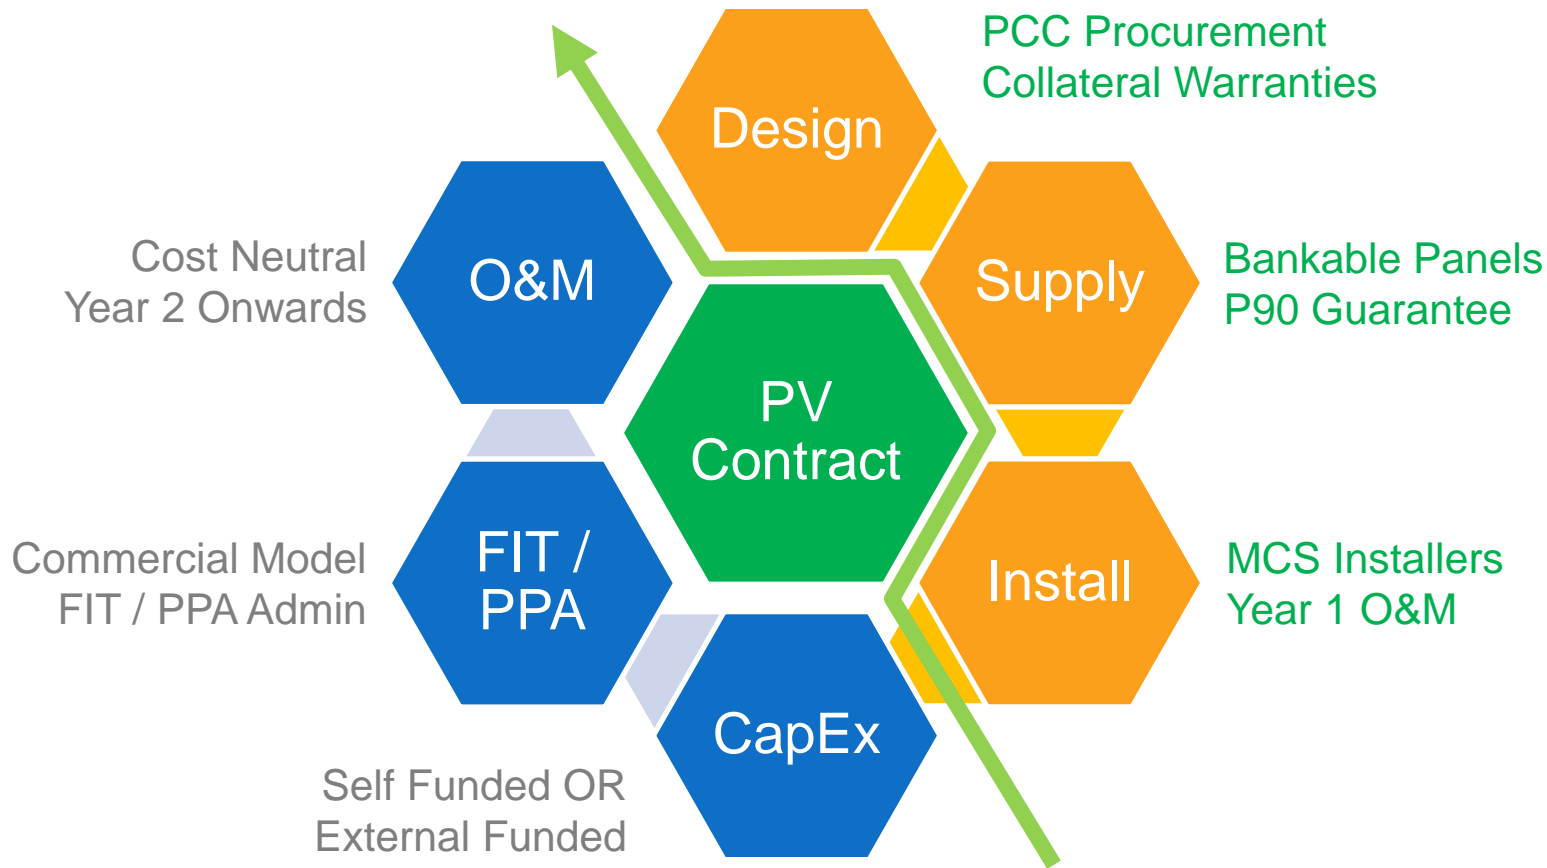 PCC Procurement
Collateral Warranties
Design
Supply
Bankable Panels
P90 Guarantee
Install
MCS Installers
Year 1 O&M
CapEx
Self Funded OR
External Funded
FIT /
PPA
Commercial Model
FIT / PPA Admin
O&M
Cost Neutral
Year 2 Onwards
PV
Contract